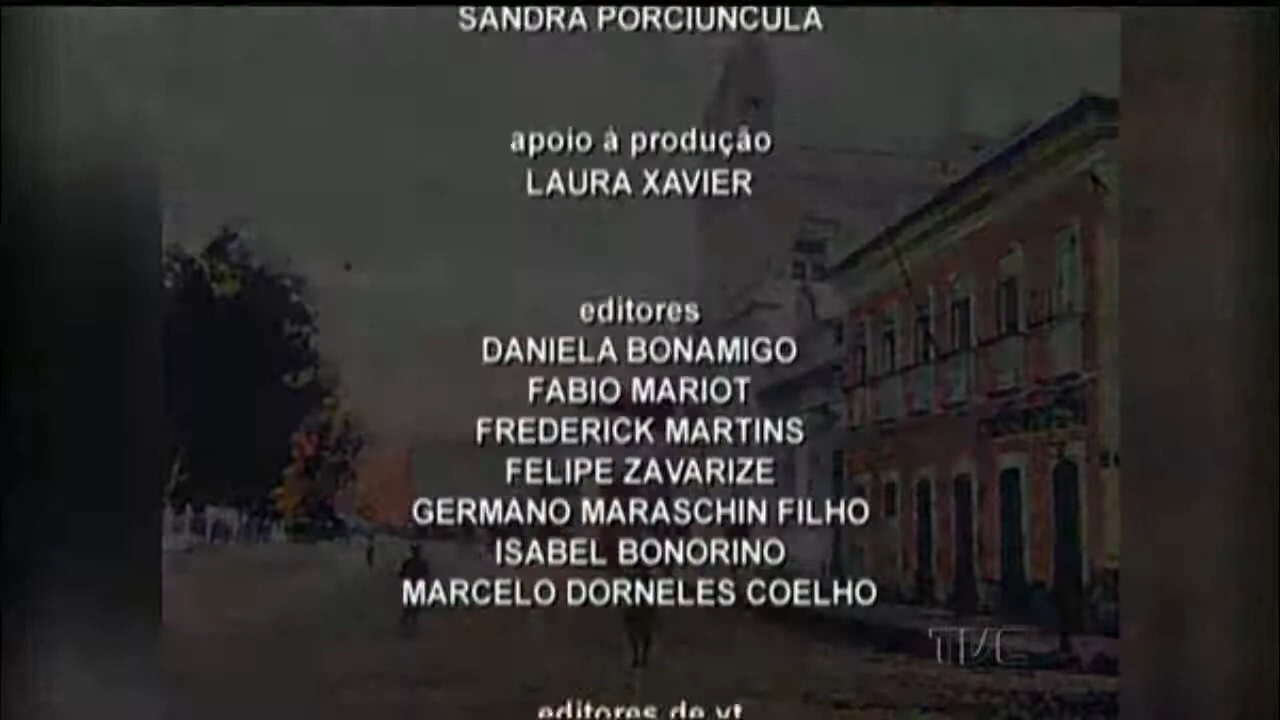 SANDRA PORCIUNCULA
apoio à produção
LAURA XAVIER
editores
DANIELA BONAMIGO
FABIO MARIOT
FREDERICK MARTINS
FELIPE ZAVARIZE
GERMANO MARASCHIN FILHO
ISABEL BONORINO
MARCELO DORNELES COELHO
TVC
editores de vt